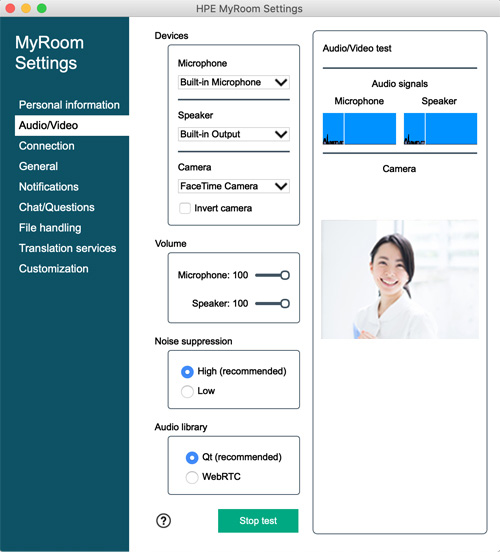 HPE MyRoom Settings
MyRoom
Settings
Personal information
Audio/Video
Connection
General
Notifications
Chat/Questions
File handling
Translation services
Customization
Devices
Microphone
Built-in Microphone
Speaker
Built-in Output
Camera
FaceTime Camera
Invert camera
Volume
Microphone: 100
Speaker: 100
Noise suppression
High (recommended)
Low
Audio library
Qt (recommended)
WebRTC
?
Stop test
Audio/Video test
Audio signals
Microphone Speaker
Camera